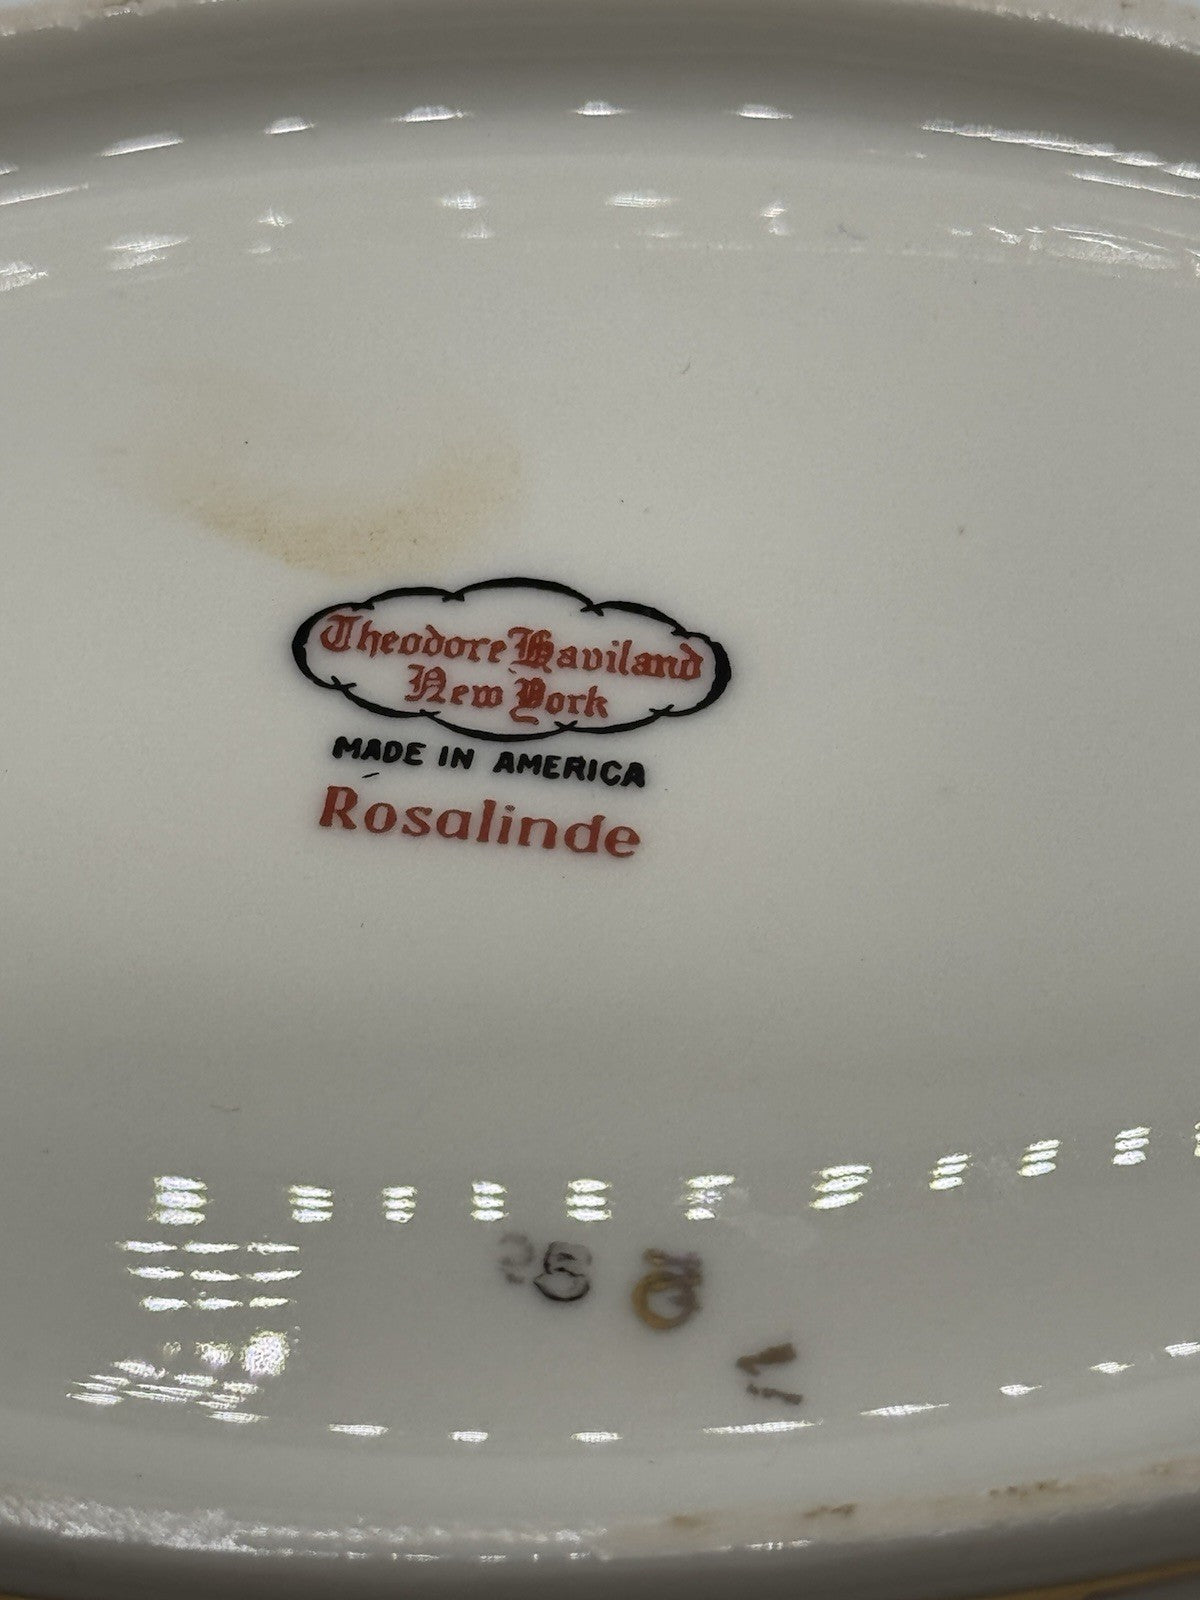 Theodore Haviland
New York
MADE IN AMERICA
Rosalinde